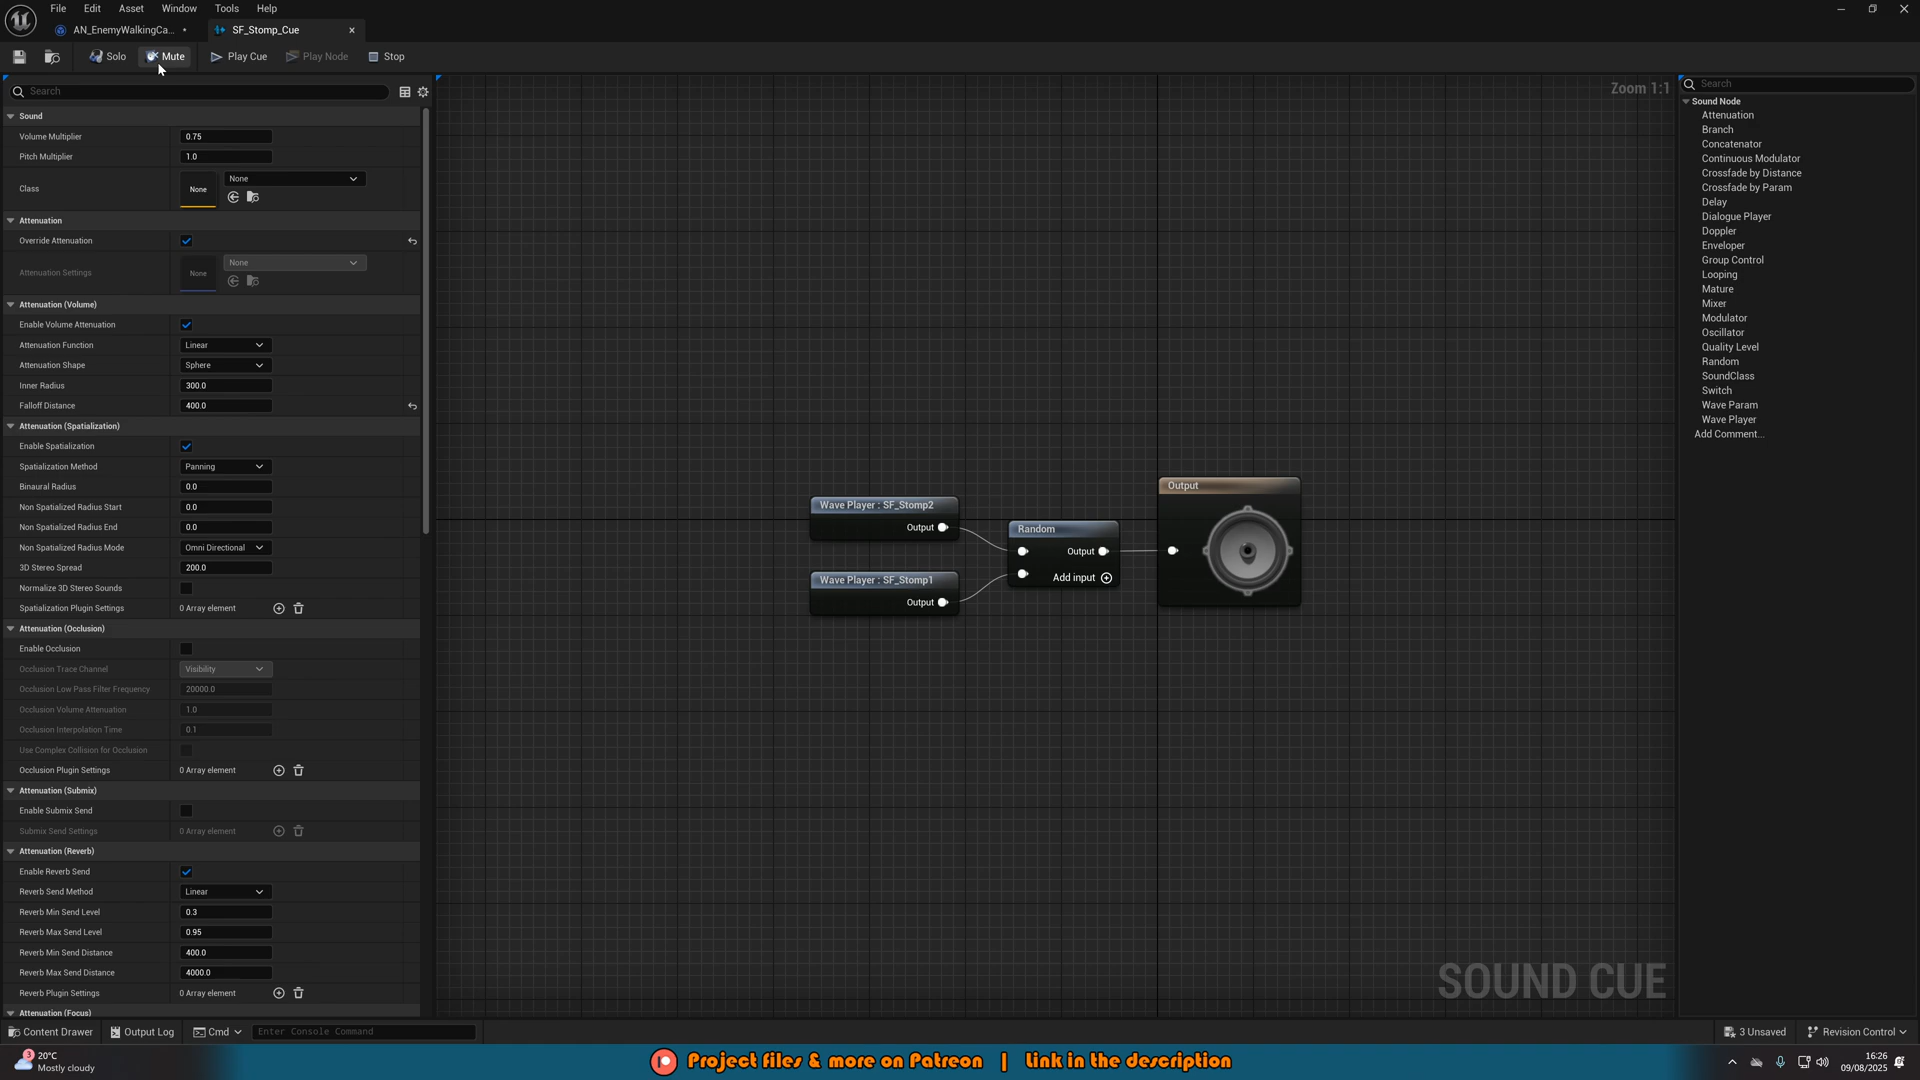 File Edit Asset Window Tools Help
AN_EnemyWalkingCa... • SF_Stomp_Cue
Solo Mute Play Cue Play Node Stop
Search
Sound
Volume Multiplier 0.75
Pitch Multiplier 1.0
Class None None
Attenuation
Override Attenuation
Attenuation Settings None None
Attenuation (Volume)
Enable Volume Attenuation
Attenuation Function Linear
Attenuation Shape Sphere
Inner Radius 300.0
Falloff Distance 400.0
Attenuation (Spatialization)
Enable Spatialization
Spatialization Method Panning
Binaural Radius 0.0
Non Spatialized Radius Start 0.0
Non Spatialized Radius End 0.0
Non Spatialized Radius Mode Omni Directional
3D Stereo Spread 200.0
Normalize 3D Stereo Sounds
Spatialization Plugin Settings 0 Array element
Attenuation (Occlusion)
Enable Occlusion
Occlusion Trace Channel Visibility
Occlusion Low Pass Filter Frequency 20000.0
Occlusion Volume Attenuation 1.0
Occlusion Interpolation Time 0.1
Use Complex Collision for Occlusion
Occlusion Plugin Settings 0 Array element
Attenuation (Submix)
Enable Submix Send
Submix Send Settings 0 Array element
Attenuation (Reverb)
Enable Reverb Send
Reverb Send Method Linear
Reverb Min Send Level 0.3
Reverb Max Send Level 0.95
Reverb Min Send Distance 400.0
Reverb Max Send Distance 4000.0
Reverb Plugin Settings 0 Array element
Attenuation (Focus)
Zoom 1:1
Wave Player : SF_Stomp2
Output
Wave Player : SF_Stomp1
Output
Random
Output
Add input
Output
SOUND CUE
Search
Sound Node
Attenuation
Branch
Concatenator
Continuous Modulator
Crossfade by Distance
Crossfade by Param
Delay
Dialogue Player
Doppler
Enveloper
Group Control
Looping
Mature
Mixer
Modulator
Oscillator
Quality Level
Random
SoundClass
Switch
Wave Param
Wave Player
Add Comment...
Content Drawer Output Log Cmd Enter Console Command 3 Unsaved Revision Control
3 20°C
Mostly cloudy
Project files & more on Patreon | Link in the description
16:26
09/08/2025